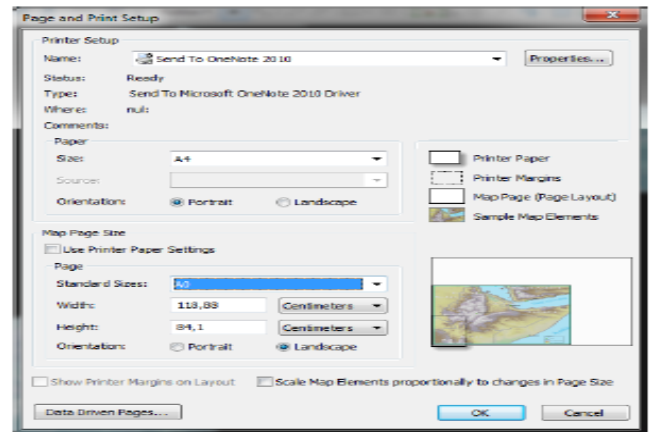 Page and Print Setup
Printer Setup
Name: Send To OneNote 2010 Properties...
Status: Ready
Type: Send To Microsoft OneNote 2010 Driver
Where: nul:
Comments:
Paper
Size: A4
Source:
Orientation: Portrait Landscape
Printer Paper
Printer Margins
Map Page (Page Layout)
Sample Map Elements
Map Page Size
Use Printer Paper Settings
Page
Standard Sizes: A0
Width: 118,88 Centimeters
Height: 84,1 Centimeters
Orientation: Portrait Landscape
Show Printer Margins on Layout Scale Map Elements proportionally to changes in Page Size
Data Driven Pages... OK Cancel